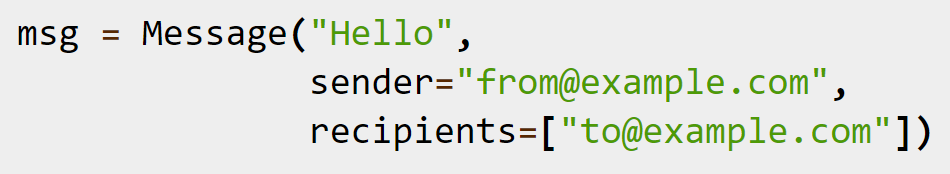 msg = Message("Hello",
              sender="from@example.com",
              recipients=["to@example.com"])